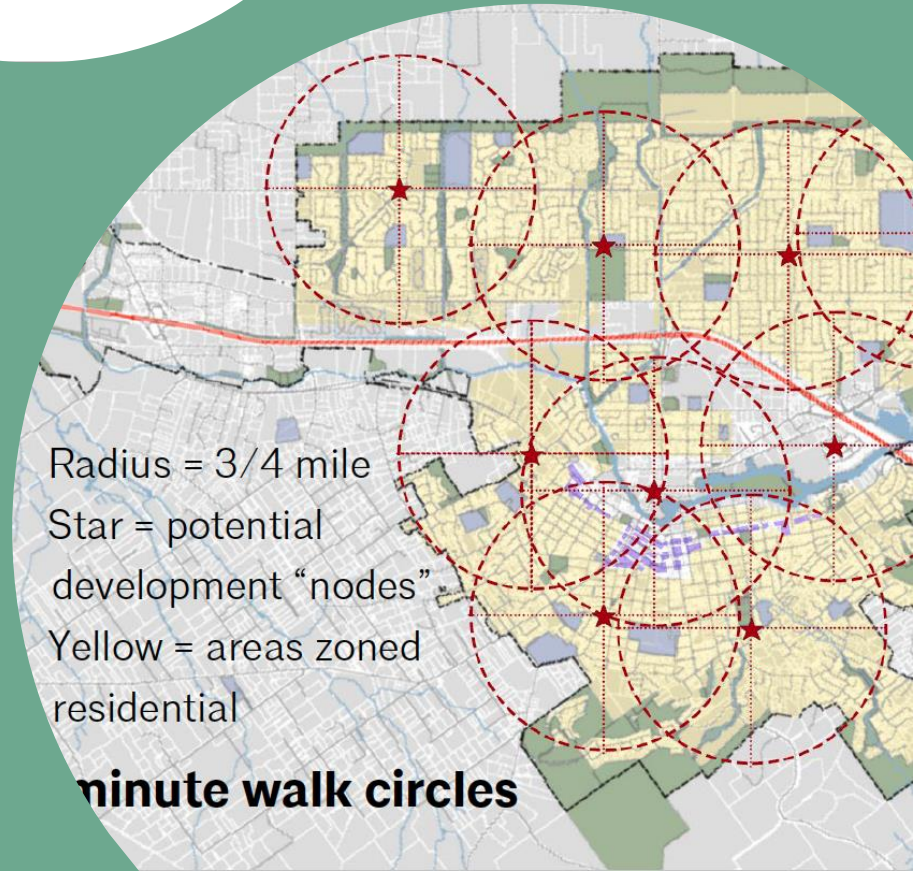 Radius = 3/4 mile
Star = potential
development “nodes”
Yellow = areas zoned
residential
minute walk circles